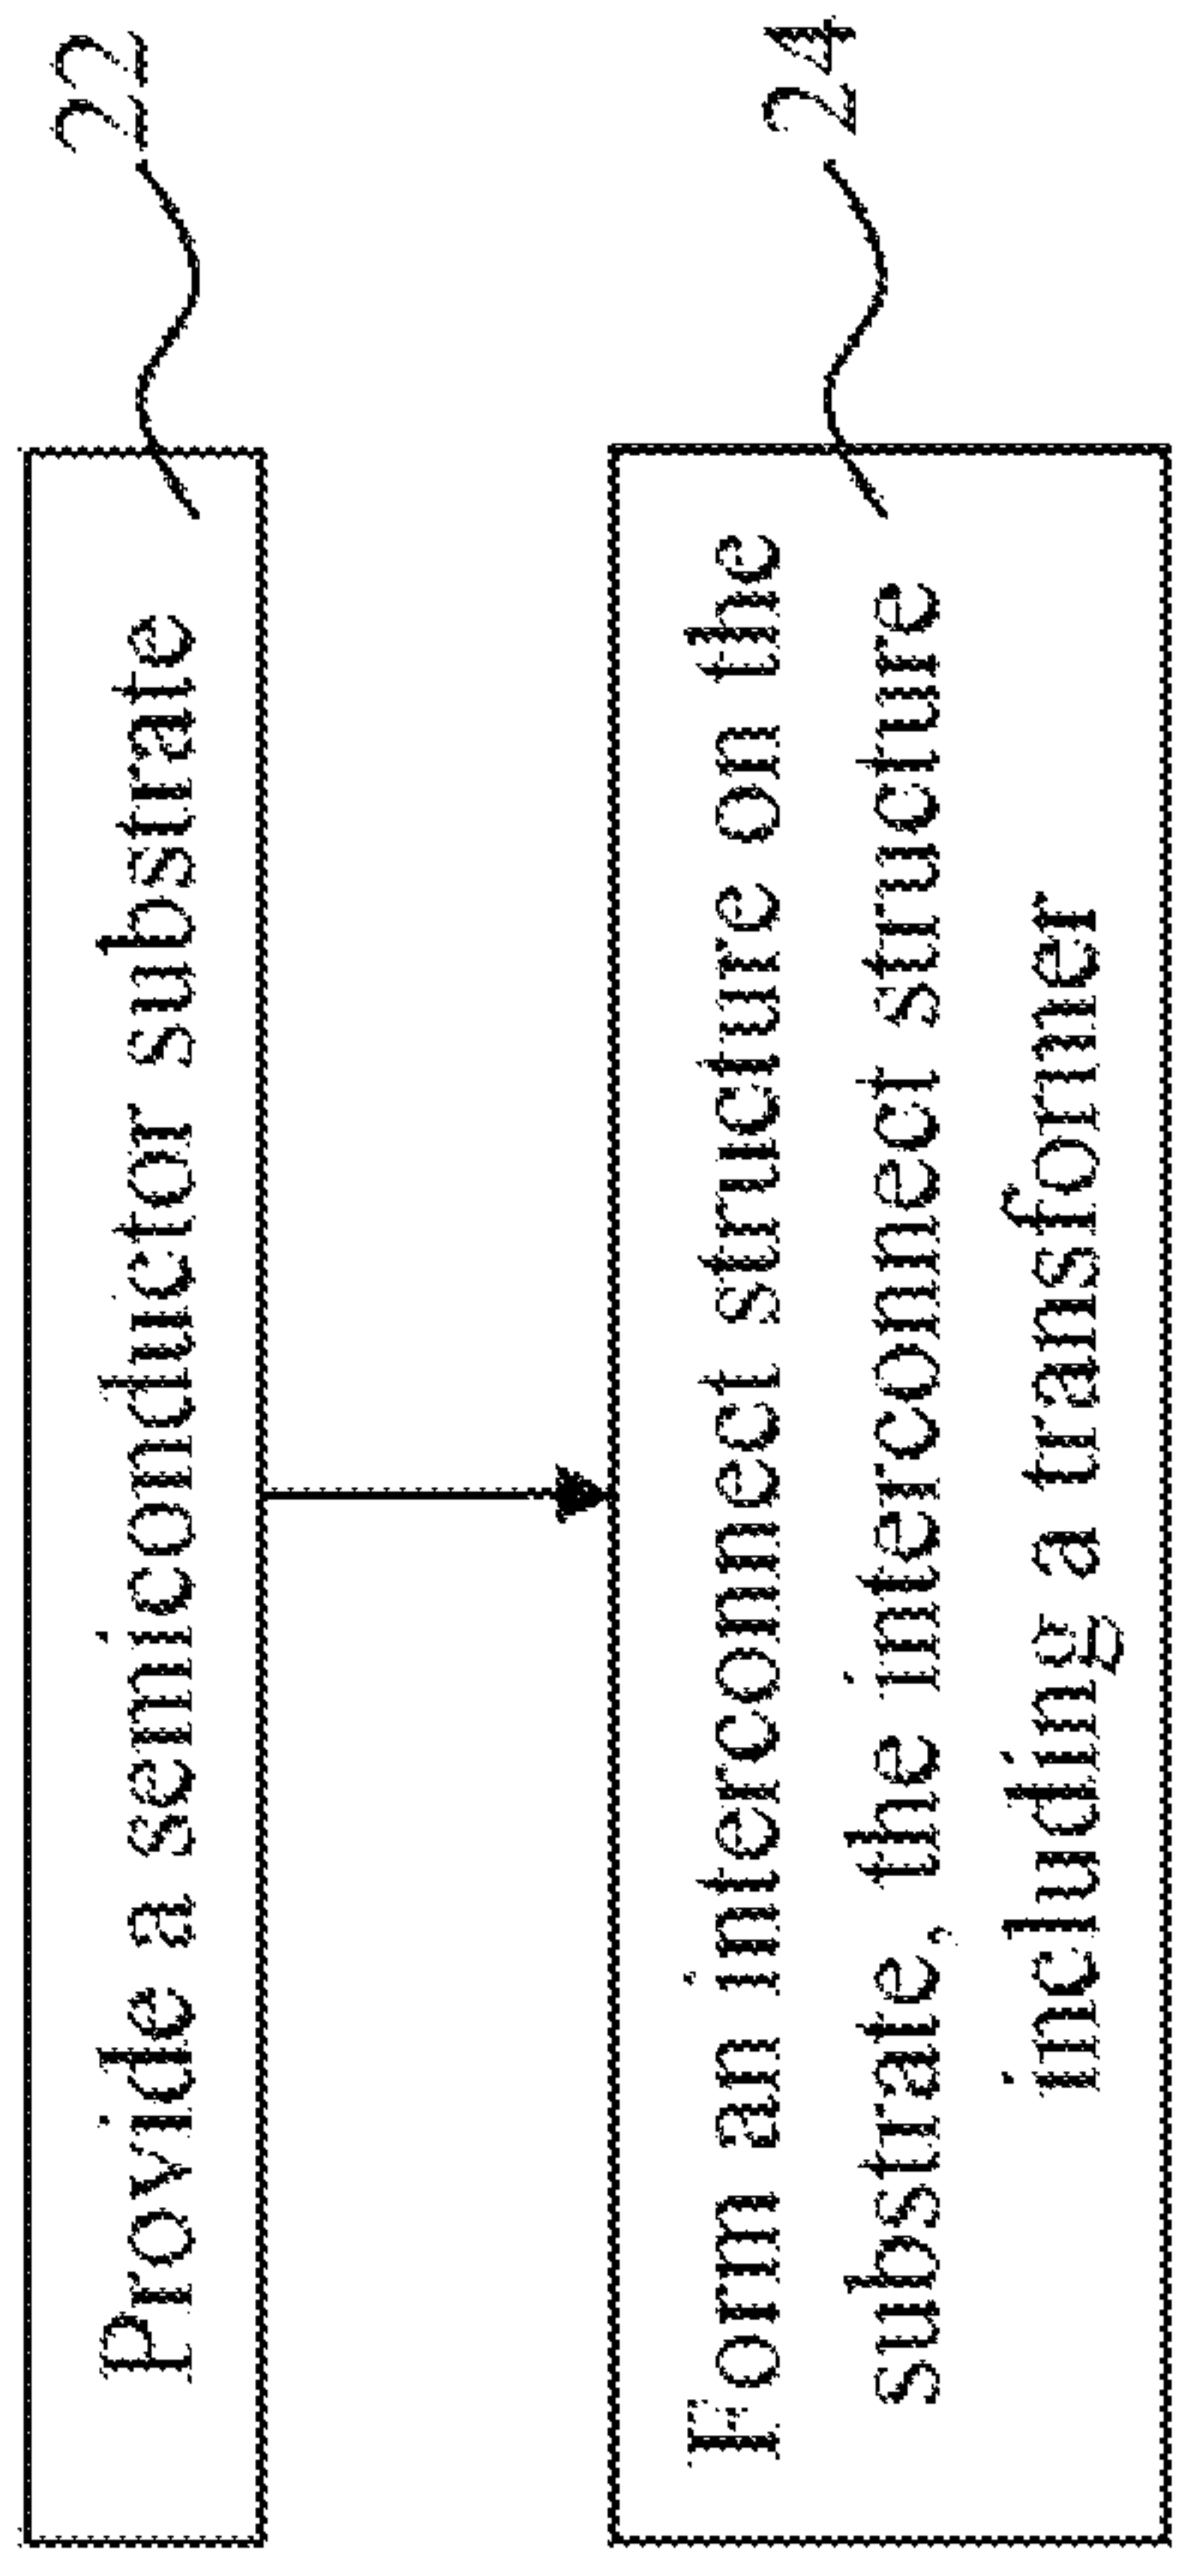 Provide a semiconductor substrate
22
Form an interconnect structure on the
substrate, the interconnect structure
including a transformer
24